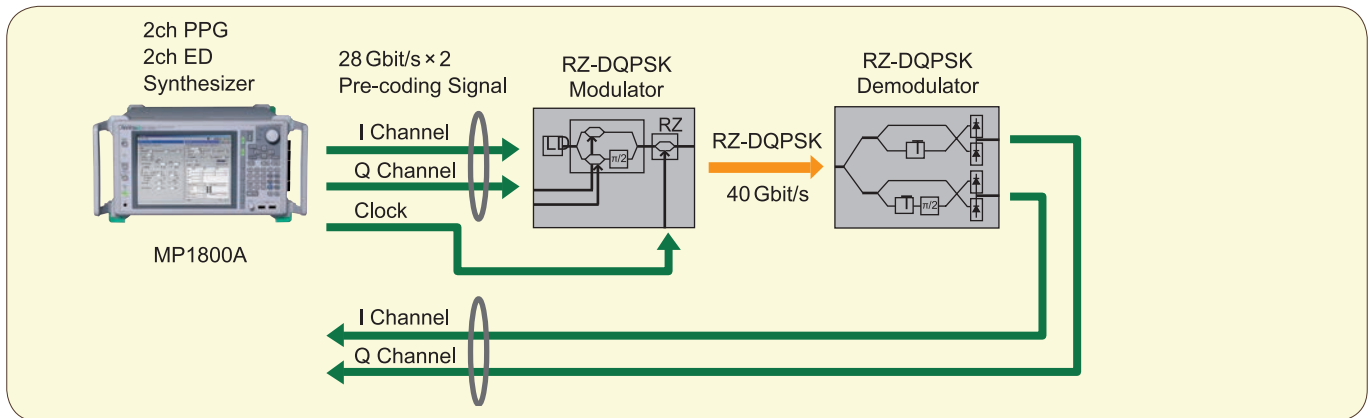 2ch PPG
2ch ED
Synthesizer
MP1800A
28 Gbit/s × 2
Pre-coding Signal
I Channel
Q Channel
Clock
RZ-DQPSK
Modulator
LD
π/2
RZ
RZ-DQPSK
40 Gbit/s
RZ-DQPSK
Demodulator
T
T
π/2
I Channel
Q Channel